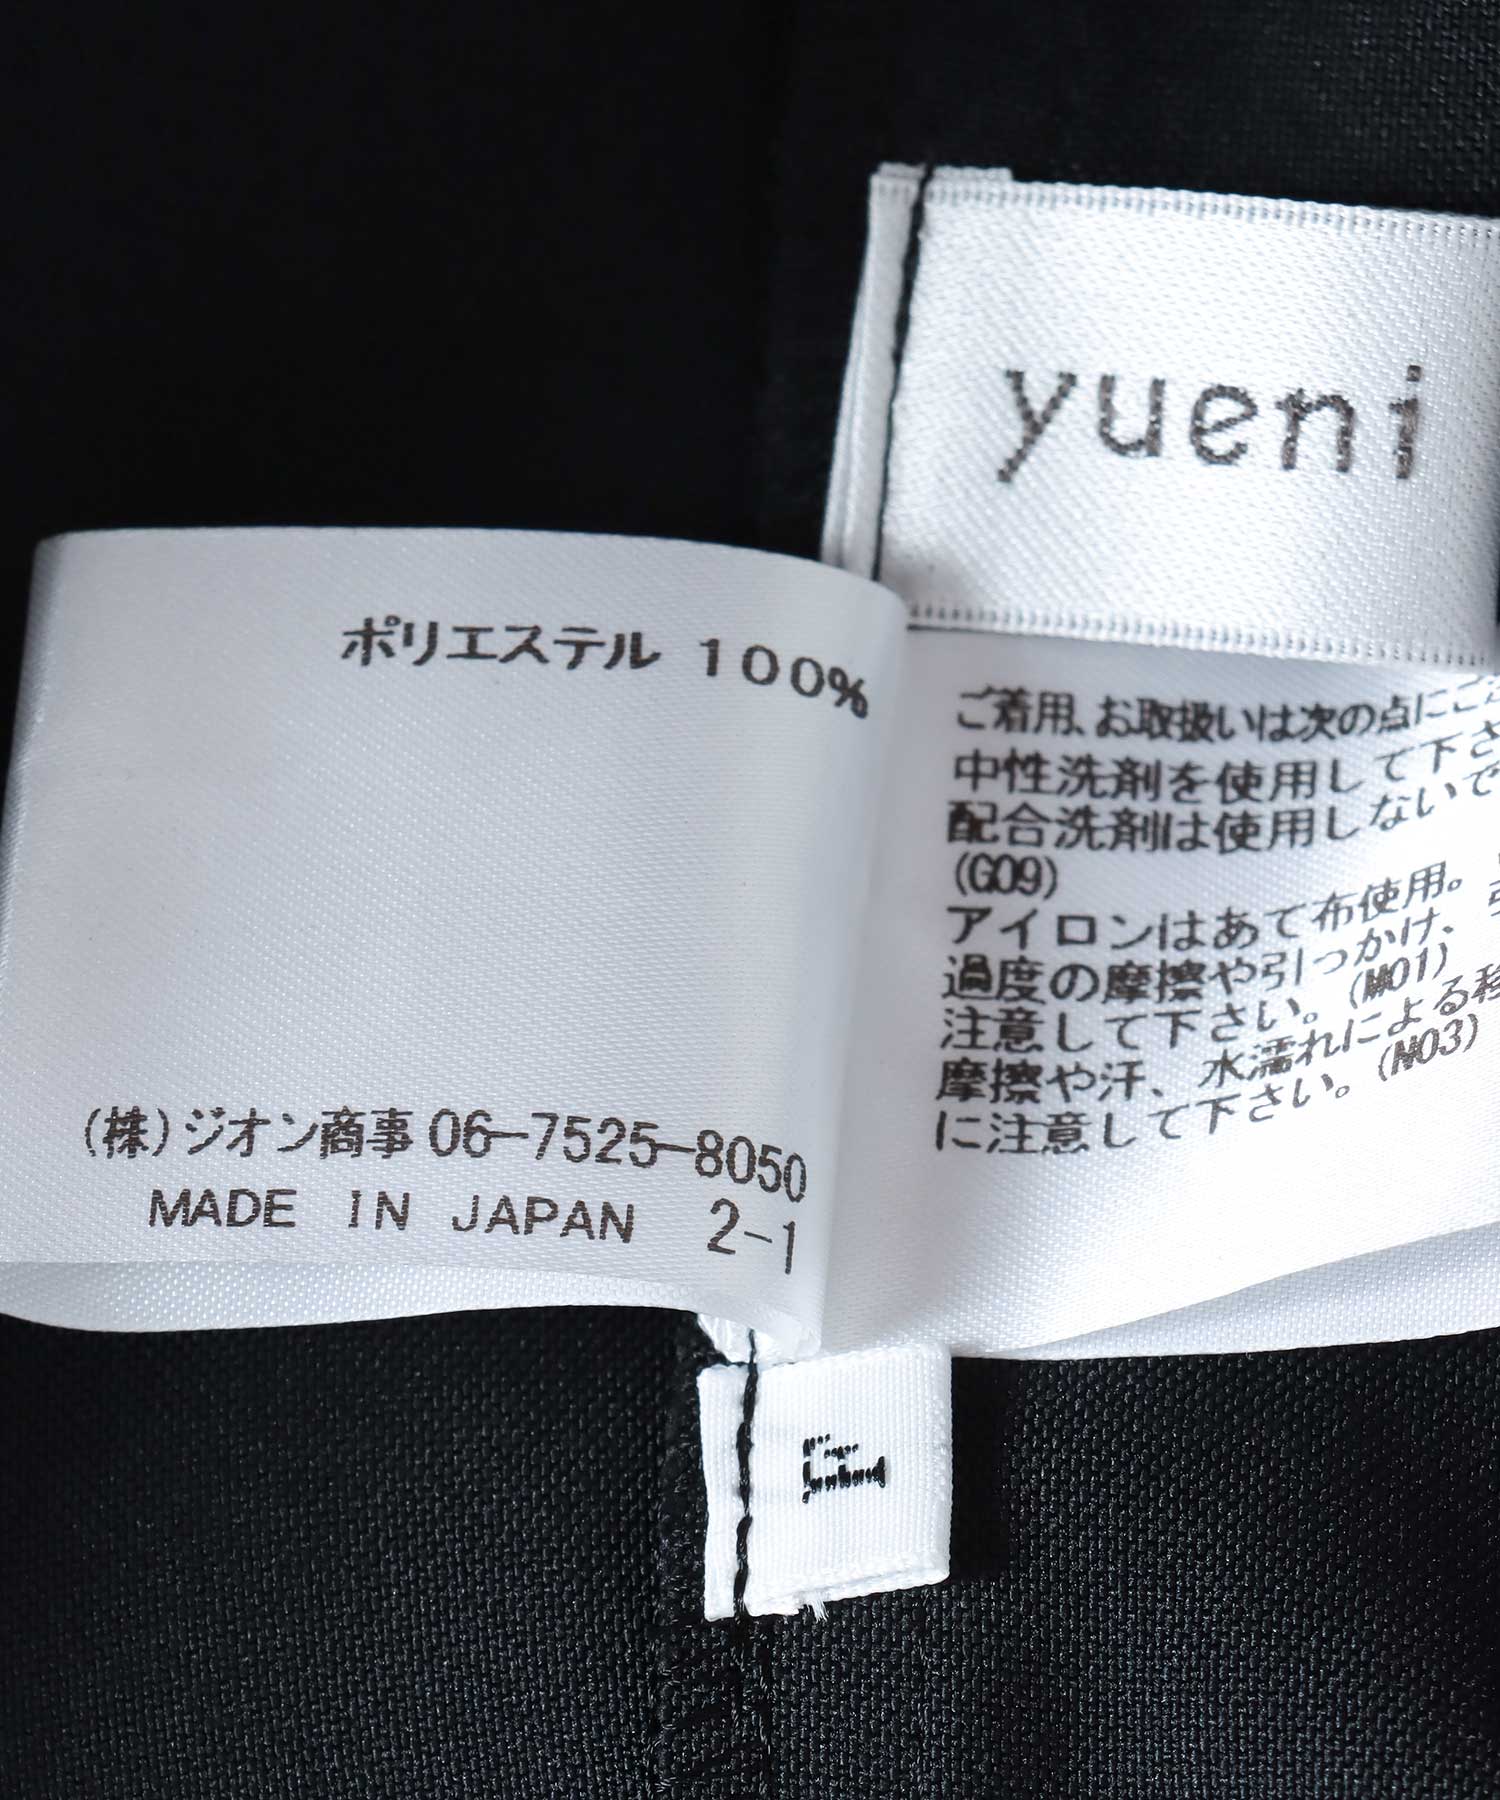 yueni
ポリエステル 100%
(株)ジオン商事 06-7525-8050
MADE IN JAPAN 2-1
ご着用、お取扱いは次の点にご
中性洗剤を使用して下さ
配合洗剤は使用しないで
(G09)
アイロンはあて布使用。
過度の摩擦や引っかけ、
注意して下さい。(M01)
摩擦や汗、水濡れによる移
に注意して下さい。(M03)